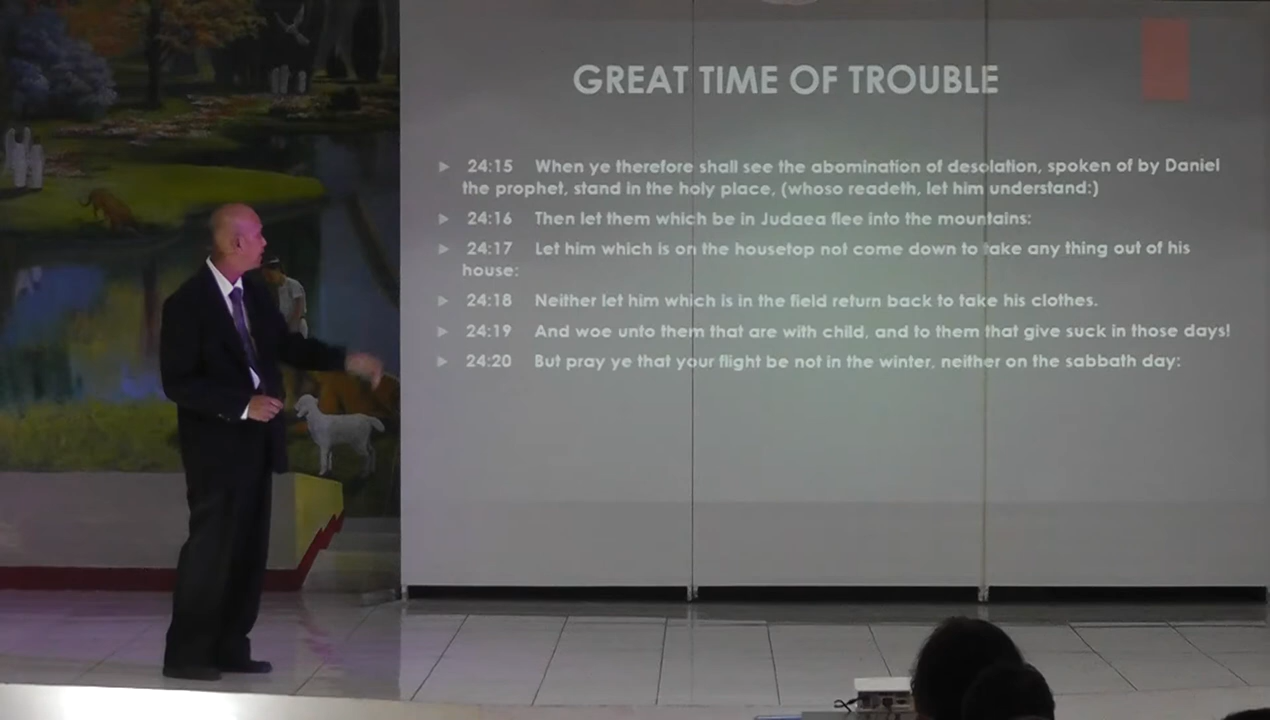 GREAT TIME OF TROUBLE
24:15 When ye therefore shall see the abomination of desolation, spoken of by Daniel
the prophet, stand in the holy place, (whoso readeth, let him understand:)
24:16 Then let them which be in Judaea flee into the mountains:
24:17 Let him which is on the housetop not come down to take any thing out of his
house:
24:18 Neither let him which is in the field return back to take his clothes.
24:19 And woe unto them that are with child, and to them that give suck in those days!
24:20 But pray ye that your flight be not in the winter, neither on the sabbath day: